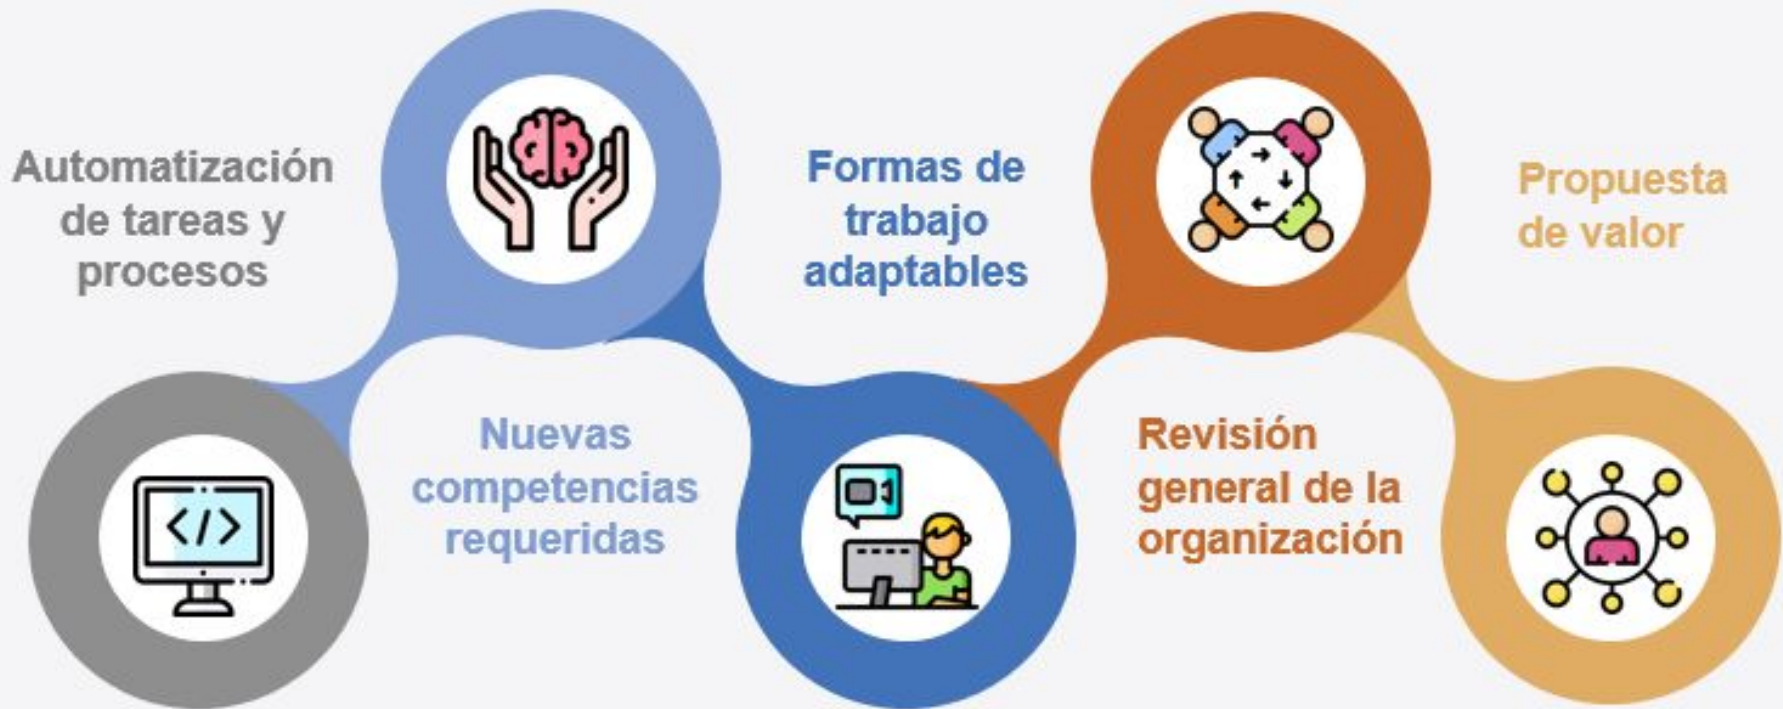 Automatización
de tareas y
procesos
Nuevas
competencias
requeridas
Formas de
trabajo
adaptables
Revisión
general de la
organización
Propuesta
de valor